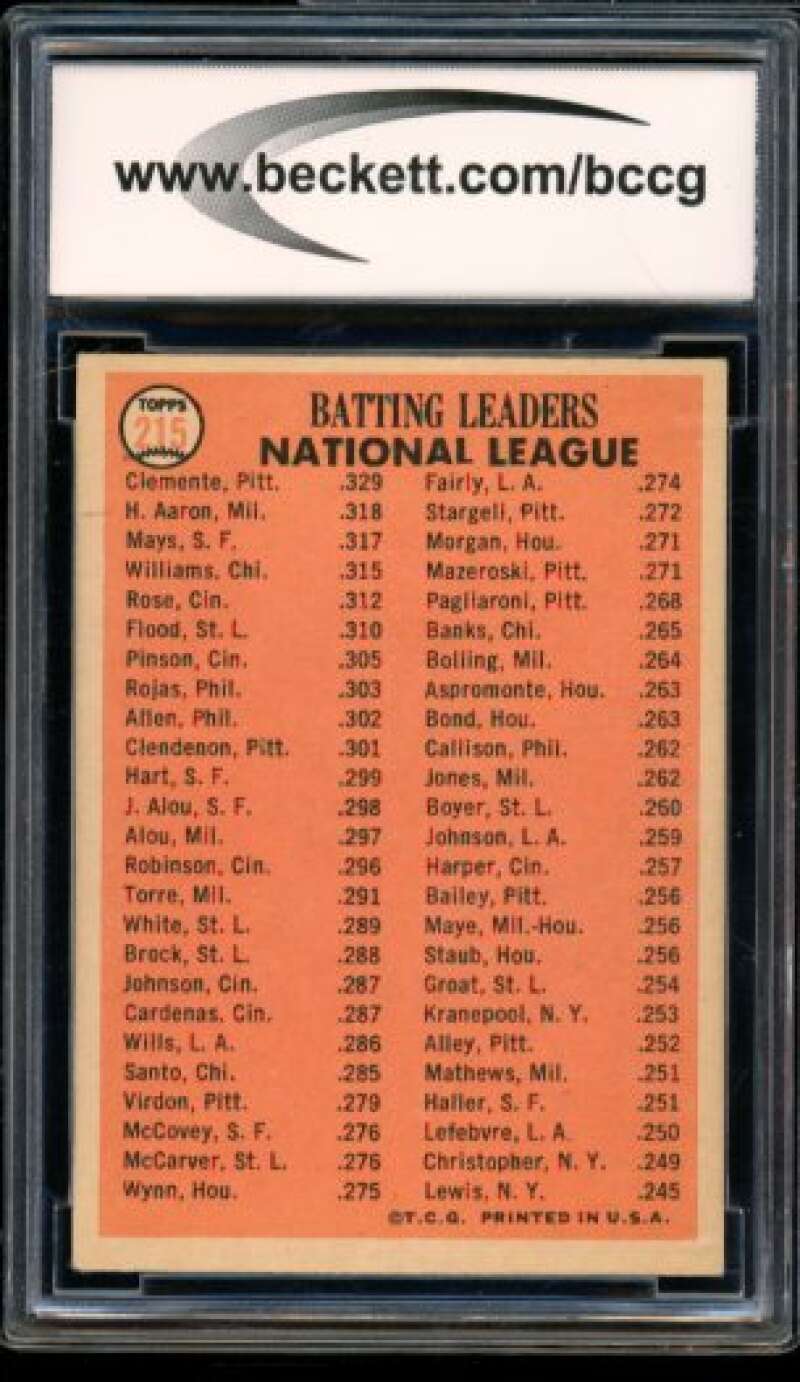 www.beckett.com/bccg
TOPPS
215
BATTING LEADERS
NATIONAL LEAGUE
Clemente, Pitt. .329
H. Aaron, Mil. .318
Mays, S. F. .317
Williams, Chi. .315
Rose, Cin. .312
Flood, St. L. .310
Pinson, Cin. .305
Rojas, Phil. .303
Allen, Phil. .302
Clendenon, Pitt. .301
Hart, S. F. .299
J. Alou, S. F. .298
Alou, Mil. .297
Robinson, Cin. .296
Torre, Mil. .291
White, St. L. .289
Brock, St. L. .288
Johnson, Cin. .287
Cardenas, Cin. .287
Wills, L. A. .286
Santo, Chi. .285
Virdon, Pitt. .279
McCovey, S. F. .276
McCarver, St. L. .276
Wynn, Hou. .275
Fairly, L. A. .274
Stargell, Pitt. .272
Morgan, Hou. .271
Mazeroski, Pitt. .271
Pagliaroni, Pitt. .268
Banks, Chi. .265
Bolling, Mil. .264
Aspromonte, Hou. .263
Bond, Hou. .263
Callison, Phil. .262
Jones, Mil. .262
Boyer, St. L. .260
Johnson, L. A. .259
Harper, Cin. .257
Bailey, Pitt. .256
Maye, Mil.-Hou. .256
Staub, Hou. .256
Groat, St. L. .254
Kranepool, N. Y. .253
Alley, Pitt. .252
Mathews, Mil. .251
Haller, S. F. .251
Lefebvre, L. A. .250
Christopher, N. Y. .249
Lewis, N. Y. .245
©T.C.G. PRINTED IN U.S.A.